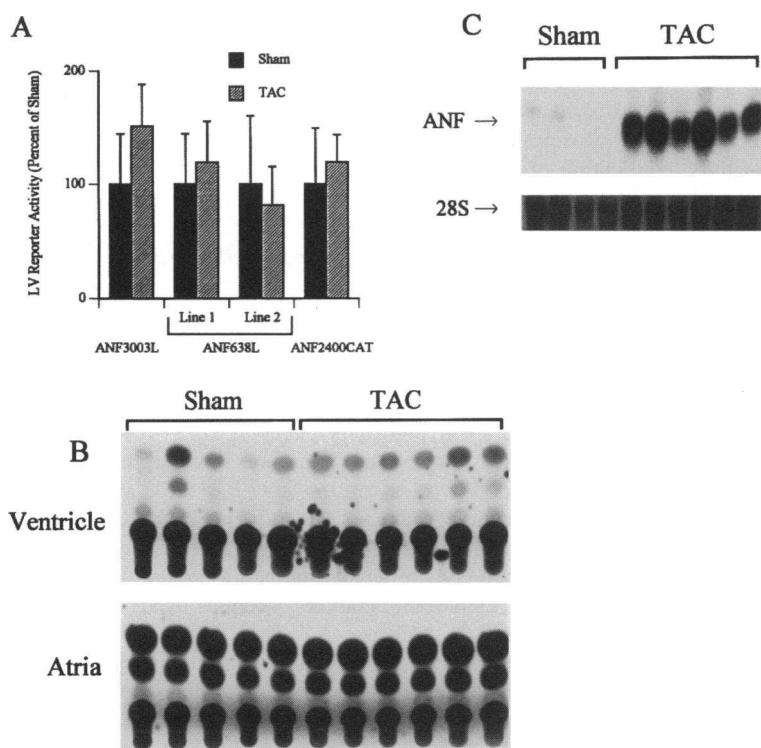 A
LV Reporter Activity (Percent of Sham)
200
100
0
Sham
TAC
Line 1
Line 2
ANF3003L
ANF638L
ANF2400CAT
C
Sham
TAC
ANF →
28S →
B
Sham
TAC
Ventricle
Atria